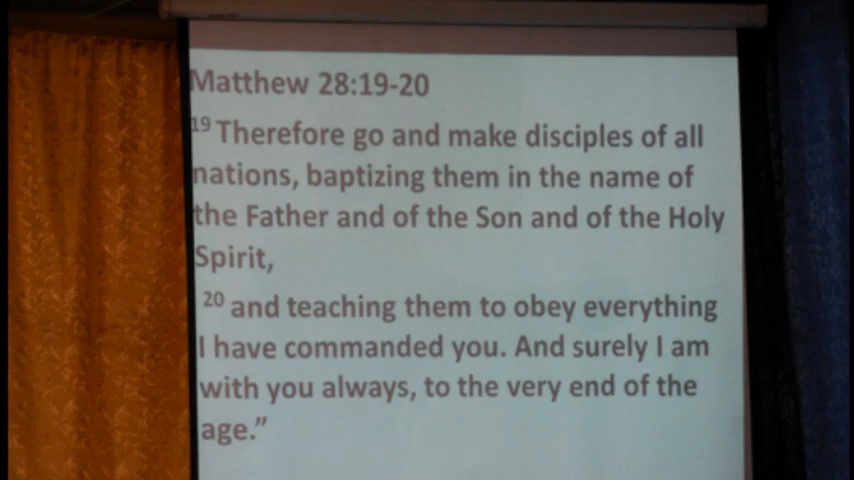 Matthew 28:19-20
19 Therefore go and make disciples of all
nations, baptizing them in the name of
the Father and of the Son and of the Holy
Spirit,
20 and teaching them to obey everything
I have commanded you. And surely I am
with you always, to the very end of the
age.”